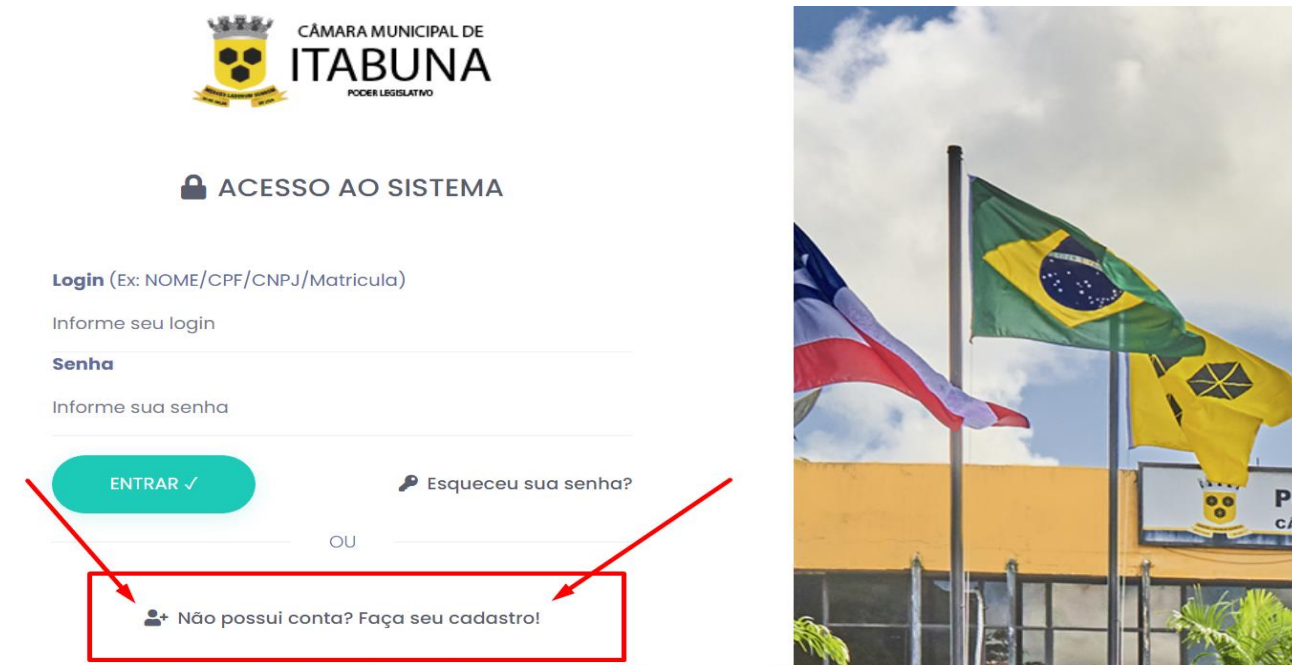 CÂMARA MUNICIPAL DE
ITABUNA
PODER LEGISLATIVO
ACESSO AO SISTEMA
Login (Ex: NOME/CPF/CNPJ/Matricula)
Informe seu login
Senha
Informe sua senha
ENTRAR ✓
Esqueceu sua senha?
OU
Não possui conta? Faça seu cadastro!